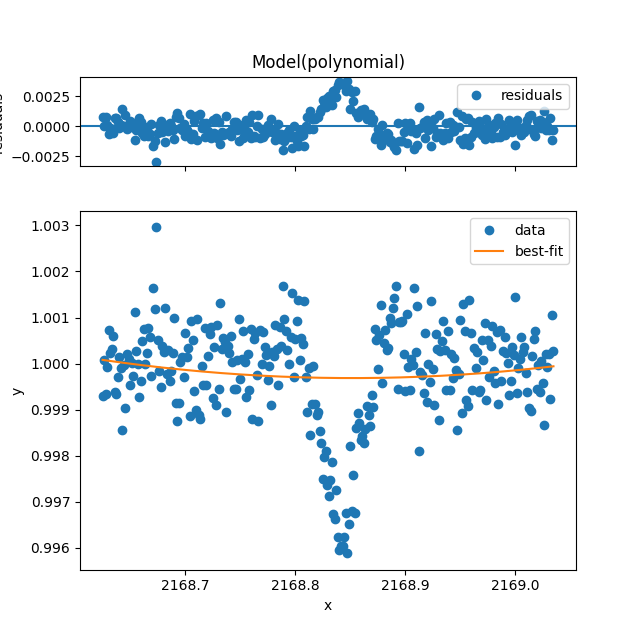 Model(polynomial)
residuals
0.0025
0.0000
−0.0025
residuals
1.003
1.002
1.001
1.000
0.999
0.998
0.997
0.996
y
data
best-fit
2168.7 2168.8 2168.9 2169.0
x